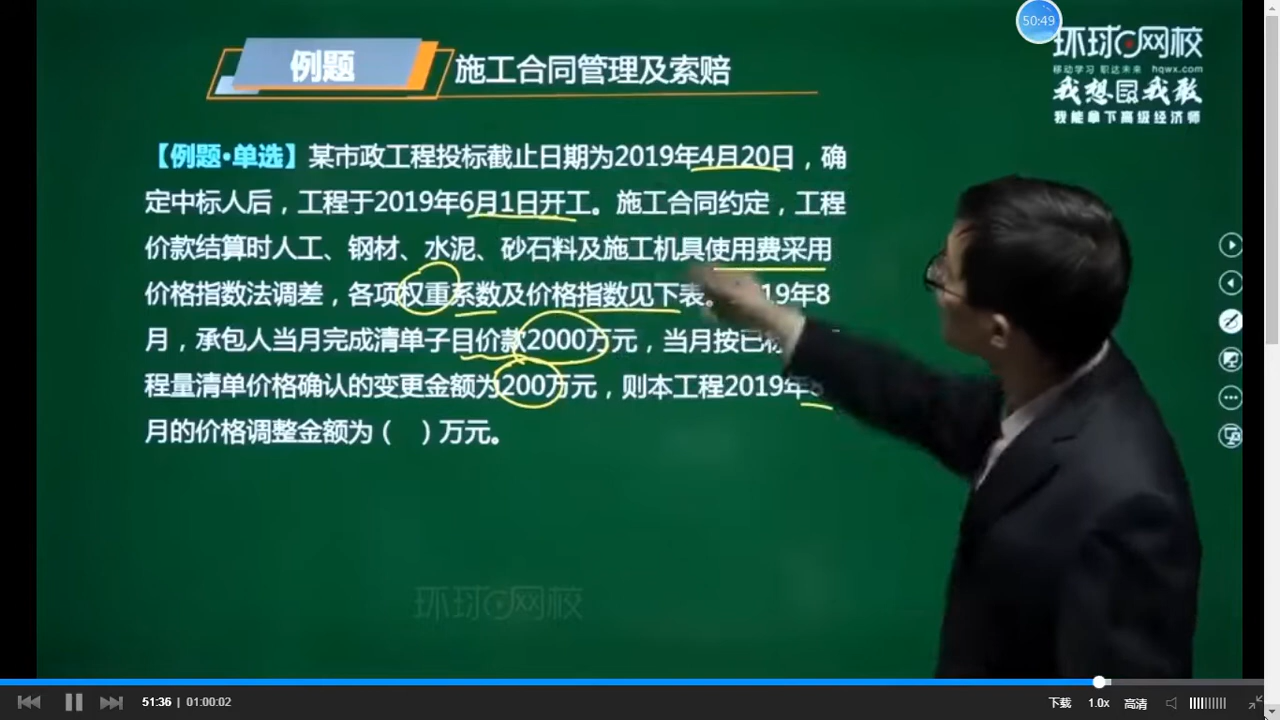 50:49
环球网校
移动学习 职达未来 hqwx.com
我想我敢
我能拿下高级经济师
例题
施工合同管理及索赔
【例题·单选】某市政工程投标截止日期为2019年4月20日，确
定中标人后，工程于2019年6月1日开工。施工合同约定，工程
价款结算时人工、钢材、水泥、砂石料及施工机具使用费采用
价格指数法调差，各项权重系数及价格指数见下表。 19年8
月，承包人当月完成清单子目价款2000万元，当月按已
程量清单价格确认的变更金额为200万元，则本工程2019年8
月的价格调整金额为（ ）万元。
环球网校
51:36 | 01:00:02
下载 1.0x 高清